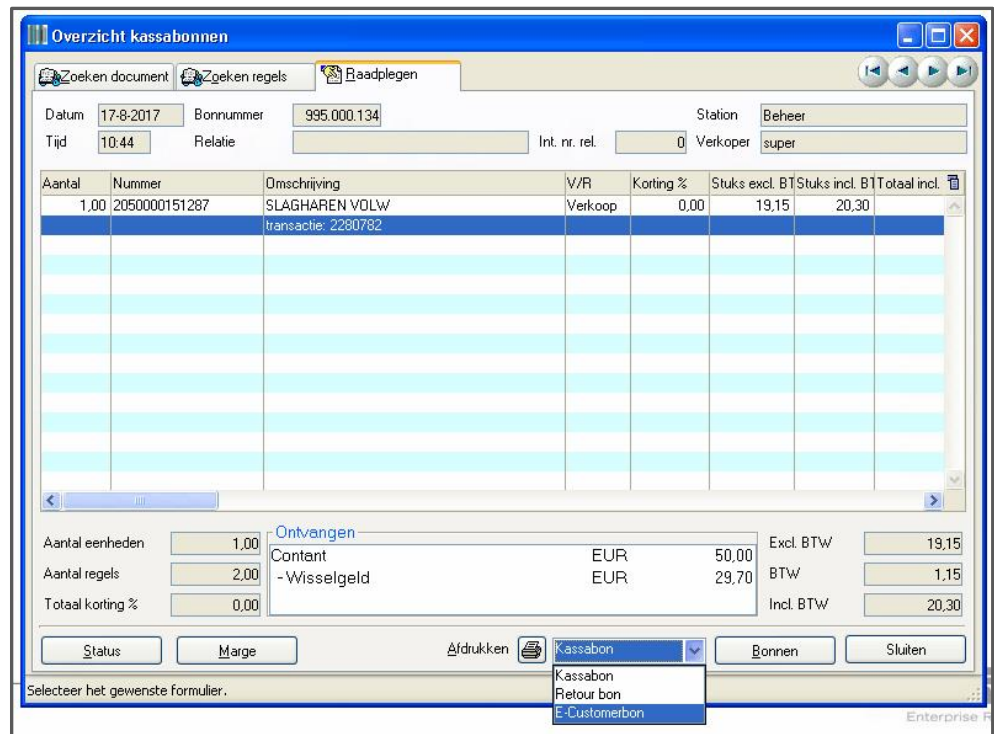 Overzicht kassabonnen
Zoeken document Zoeken regels Raadplegen
Datum 17-8-2017 Bonnummer 995.000.134 Station Beheer
Tijd 10:44 Relatie Int. nr. rel. 0 Verkoper super
Aantal Nummer Omschrijving V/R Korting % Stuks excl. BT Stuks incl. BT Totaal incl.
1,00 2050000151287 SLAGHAREN VOLW Verkoop 0,00 19,15 20,30
transactie: 2280782
Ontvangen
Aantal eenheden 1,00 Contant EUR 50,00 Excl. BTW 19,15
Aantal regels 2,00 - Wisselgeld EUR 29,70 BTW 1,15
Totaal korting % 0,00 Incl. BTW 20,30
Status Marge Afdrukken Kassabon Bonnen Sluiten
Kassabon
Selecteer het gewenste formulier. Retour bon
E-Customerbon
Enterprise